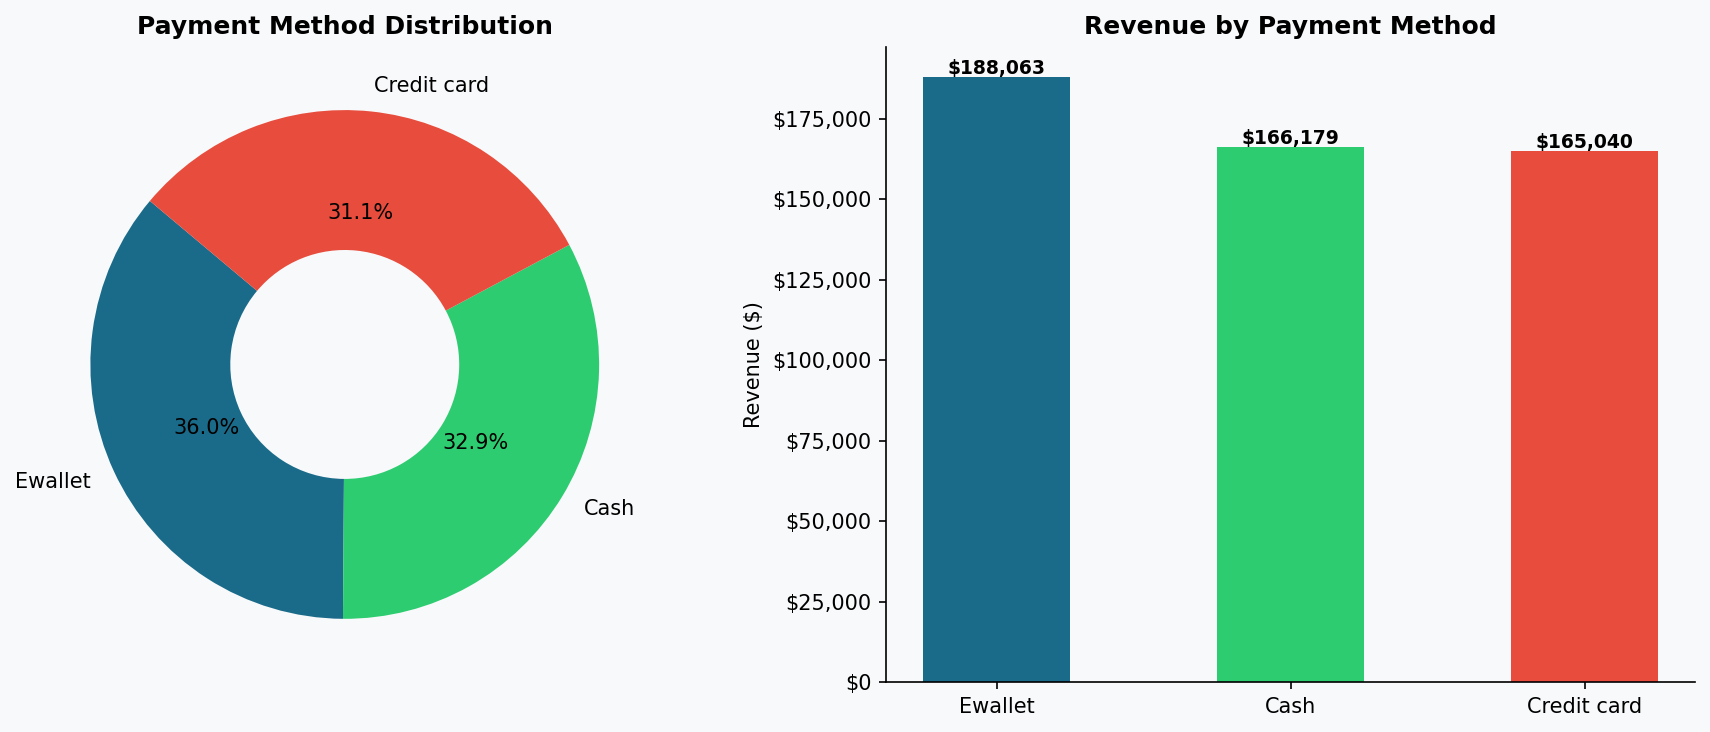 Payment Method Distribution
Credit card
31.1%
36.0%
32.9%
Ewallet
Cash
Revenue by Payment Method
Revenue ($)
$175,000
$150,000
$125,000
$100,000
$75,000
$50,000
$25,000
$0
$188,063
$166,179
$165,040
Ewallet
Cash
Credit card